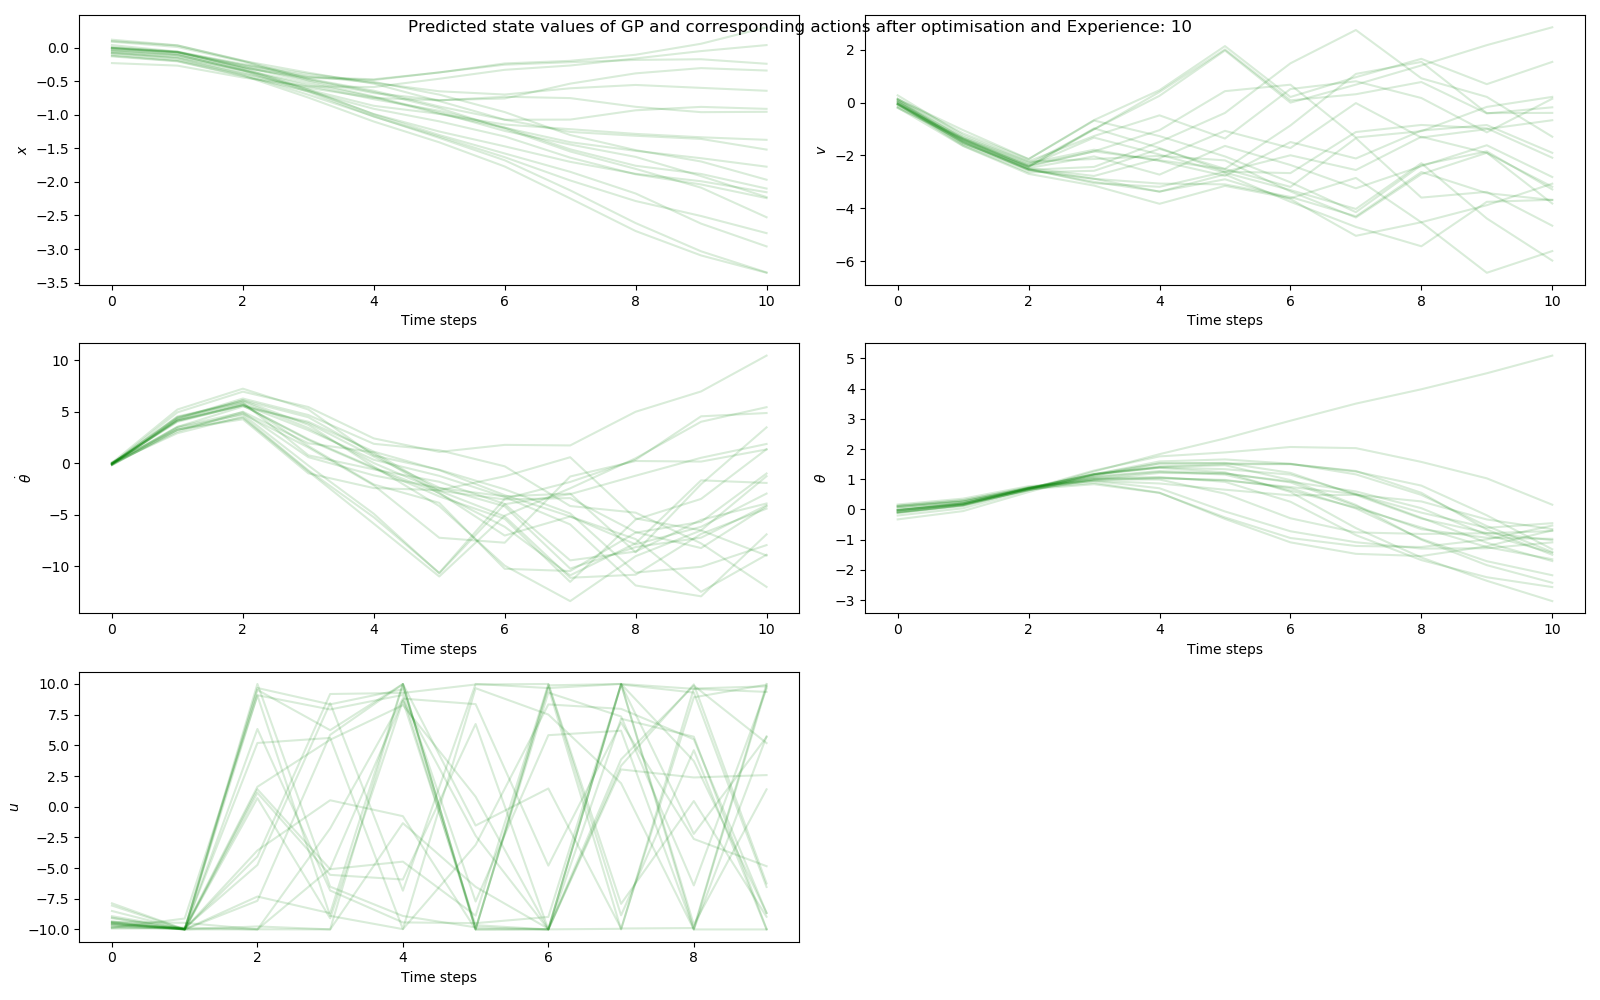 Predicted state values of GP and corresponding actions after optimisation and Experience: 10
0.0
−0.5
−1.0
−1.5
−2.0
−2.5
−3.0
−3.5
x
0 2 4 6 8 10
Time steps
2
0
−2
−4
−6
v
0 2 4 6 8 10
Time steps
10
5
0
−5
−10
θ̇
0 2 4 6 8 10
Time steps
5
4
3
2
1
0
−1
−2
−3
θ
0 2 4 6 8 10
Time steps
10.0
7.5
5.0
2.5
0.0
−2.5
−5.0
−7.5
−10.0
u
0 2 4 6 8
Time steps